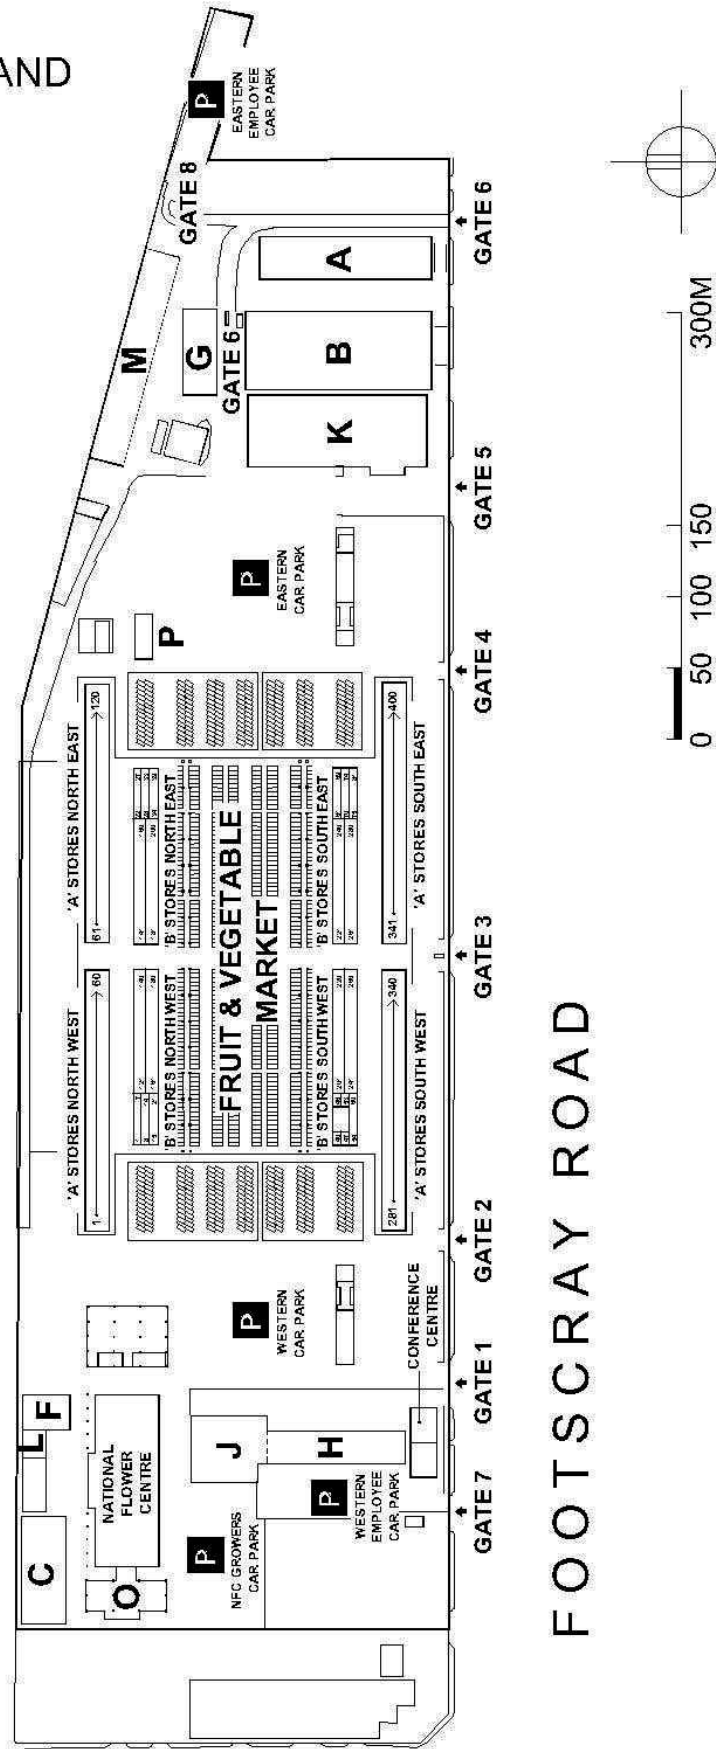 AND
P
EASTERN
EMPLOYEE
CAR PARK
GATE 8
GATE 6
A
M
G
GATE 6
B
K
GATE 5
P
EASTERN
CAR PARK
P
GATE 4
'A' STORES NORTH EAST
61
120
'B' STORES NORTH EAST
'A' STORES NORTH WEST
1
60
'B' STORES NORTH WEST
FRUIT & VEGETABLE
MARKET
'B' STORES SOUTH EAST
341
400
'A' STORES SOUTH EAST
'B' STORES SOUTH WEST
281
340
'A' STORES SOUTH WEST
GATE 3
GATE 2
P
WESTERN
CAR PARK
CONFERENCE
CENTRE
GATE 1
F
L
C
NATIONAL
FLOWER
CENTRE
O
J
H
P
WESTERN
EMPLOYEE
CAR PARK
P
NFC GROWERS
CAR PARK
GATE 7
FOOTSCRAY ROAD
0 50 100 150 300M